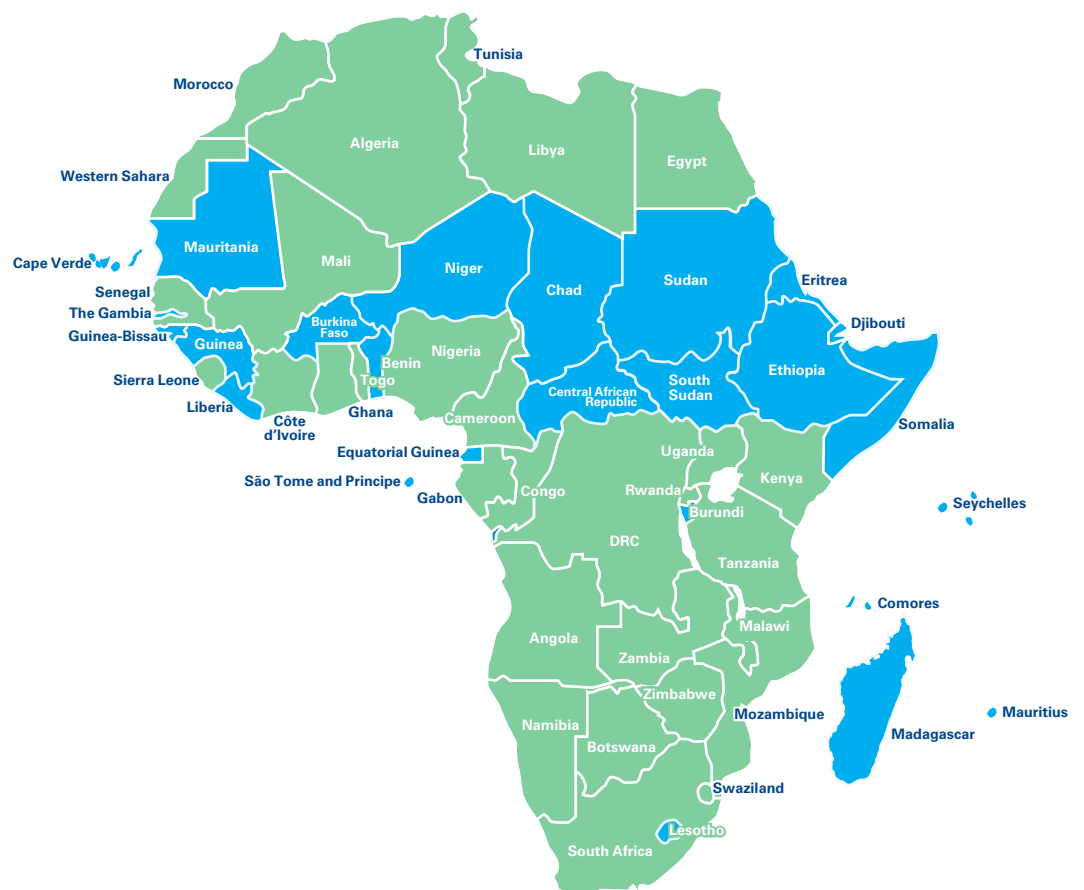 Tunisia
Morocco
Algeria
Libya
Egypt
Western Sahara
Mauritania
Mali
Niger
Chad
Sudan
Cape Verde
Eritrea
Senegal
The Gambia
Djibouti
Guinea-Bissau
Guinea
Burkina
Faso
Benin
Nigeria
Ethiopia
Sierra Leone
Togo
South
Sudan
Central African
Republic
Liberia
Ghana
Côte
d'Ivoire
Cameroon
Somalia
Equatorial Guinea
Uganda
Kenya
São Tome and Principe
Gabon
Congo
Rwanda
Burundi
Seychelles
DRC
Tanzania
Comores
Angola
Malawi
Zambia
Zimbabwe
Mozambique
Mauritius
Namibia
Botswana
Madagascar
Swaziland
Lesotho
South Africa